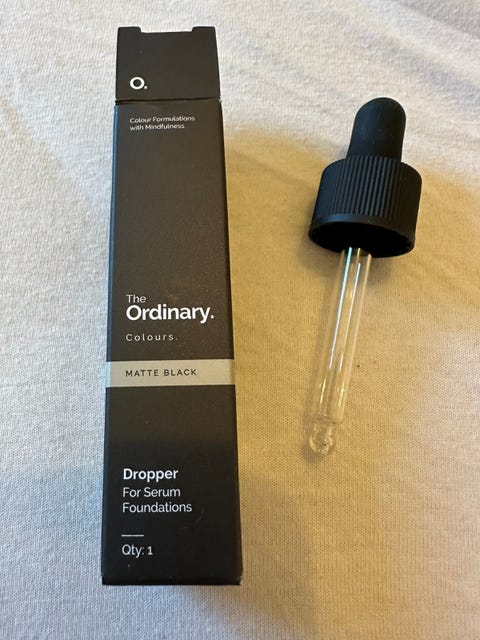 O.
Colour Formulations
with Mindfulness.
The
Ordinary.
Colours.
MATTE BLACK
Dropper
For Serum
Foundations
Qty: 1